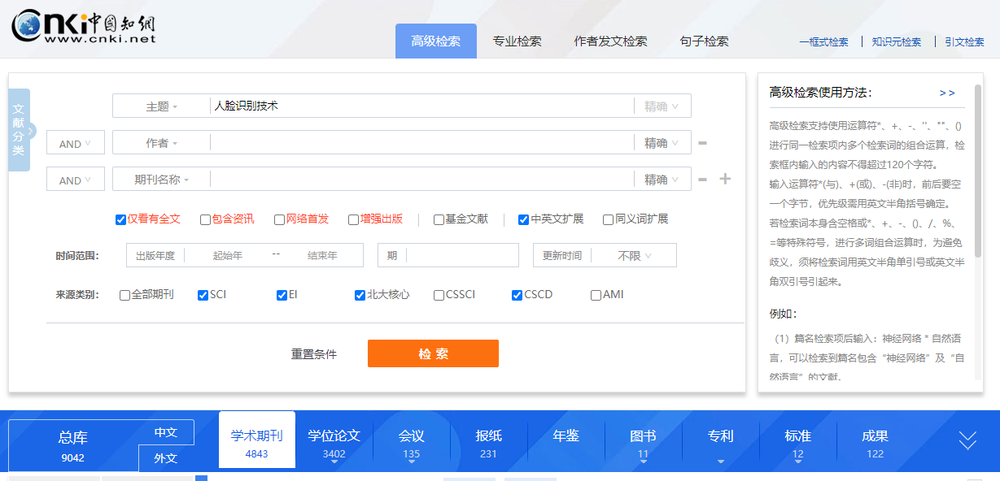 Cnki中国知網
www.cnki.net
高级检索 专业检索 作者发文检索 句子检索
一框式检索 | 知识元检索 | 引文检索
文献分类
主题 人脸识别技术 精确
AND 作者 精确
AND 期刊名称 精确
仅看有全文 包含资讯 网络首发 增强出版 基金文献 中英文扩展 同义词扩展
时间范围: 出版年度 起始年 -- 结束年 期 更新时间 不限
来源类别: 全部期刊 SCI EI 北大核心 CSSCI CSCD AMI
重置条件 检 索
高级检索使用方法: >>
高级检索支持使用运算符*、+、-、''、""、()
进行同一检索项内多个检索词的组合运算，检
索框内输入的内容不得超过120个字符。
输入运算符*(与)、+(或)、-(非)时，前后要空
一个字节，优先级需用英文半角括号确定。
若检索词本身含空格或*、+、-、()、/、%、
=等特殊符号，进行多词组合运算时，为避免
歧义，须将检索词用英文半角单引号或英文半
角双引号引起来。
例如:
（1）篇名检索项后输入：神经网络 * 自然语
言，可以检索到篇名包含“神经网络”及“自
然语言”的文献。
总库 中文 学术期刊 学位论文 会议 报纸 年鉴 图书 专利 标准 成果
9042 外文 4843 3402 135 231 11 12 122